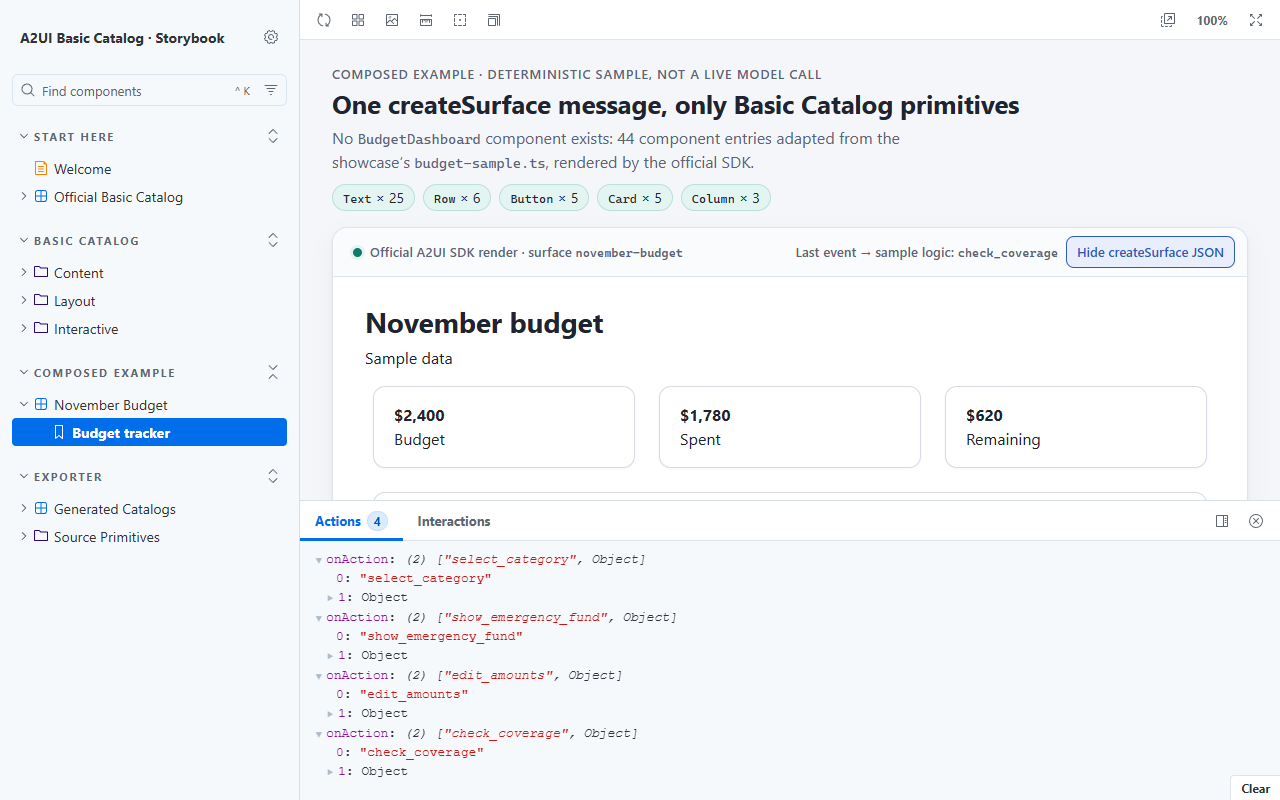 A2UI Basic Catalog · Storybook
Find components
^ K
START HERE
Welcome
Official Basic Catalog
BASIC CATALOG
Content
Layout
Interactive
COMPOSED EXAMPLE
November Budget
Budget tracker
EXPORTER
Generated Catalogs
Source Primitives
100%
COMPOSED EXAMPLE · DETERMINISTIC SAMPLE, NOT A LIVE MODEL CALL
One createSurface message, only Basic Catalog primitives
No BudgetDashboard component exists: 44 component entries adapted from the
showcase's budget-sample.ts, rendered by the official SDK.
Text × 25 Row × 6 Button × 5 Card × 5 Column × 3
Official A2UI SDK render · surface november-budget
Last event → sample logic: check_coverage
Hide createSurface JSON
November budget
Sample data
$2,400
Budget
$1,780
Spent
$620
Remaining
Actions 4 Interactions
onAction: (2) ["select_category", Object]
0: "select_category"
1: Object
onAction: (2) ["show_emergency_fund", Object]
0: "show_emergency_fund"
1: Object
onAction: (2) ["edit_amounts", Object]
0: "edit_amounts"
1: Object
onAction: (2) ["check_coverage", Object]
0: "check_coverage"
1: Object
Clear